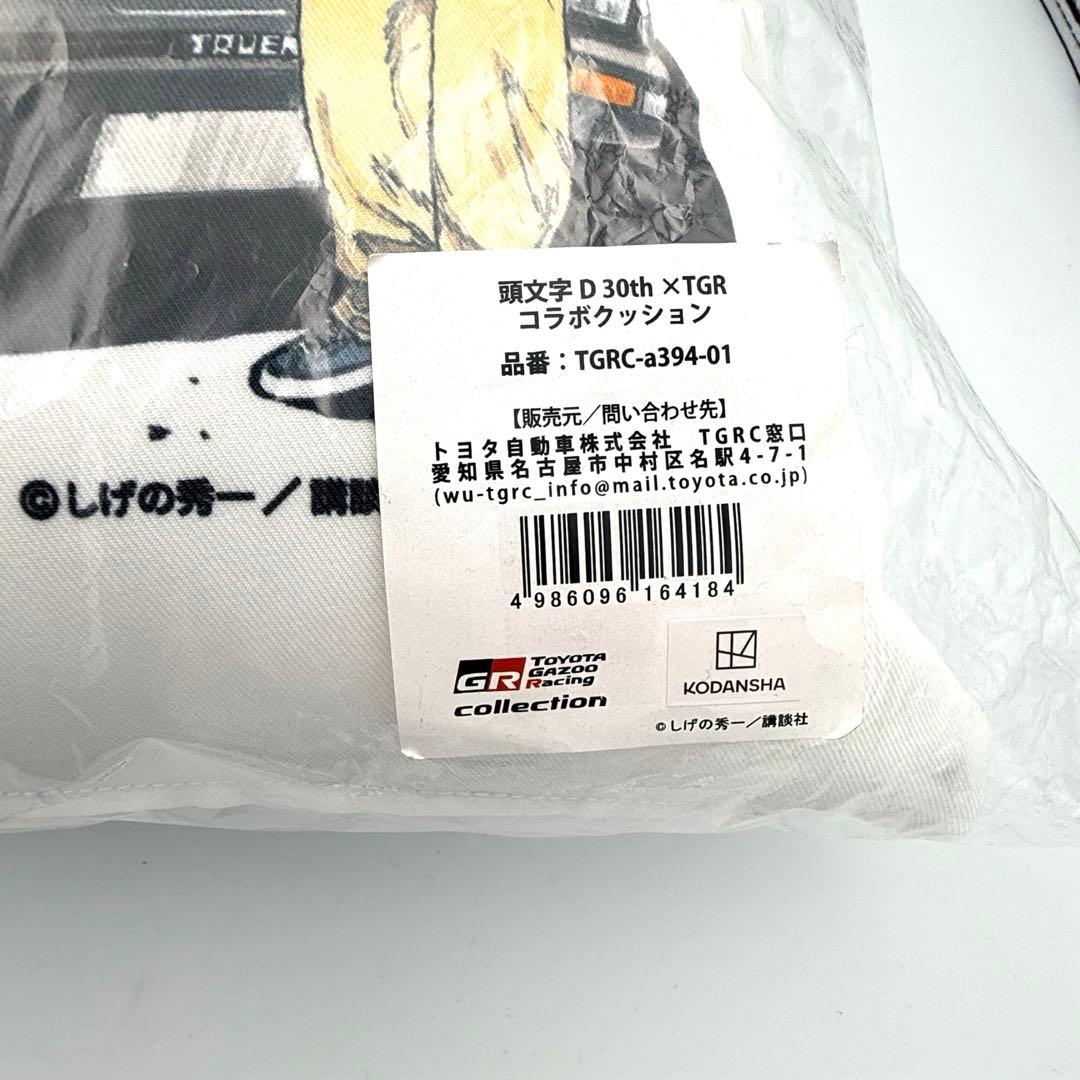 TRUEN
頭文字 D 30th ×TGR
コラボクッション
品番：TGRC-a394-01
【販売元／問い合わせ先】
トヨタ自動車株式会社　TGRC窓口
愛知県名古屋市中村区名駅4-7-1
(wu-tgrc_info@mail.toyota.co.jp)
©しげの秀一／講談
4 986096 164184
GR TOYOTA
GAZOO
Racing
collection
KODANSHA
©しげの秀一／講談社